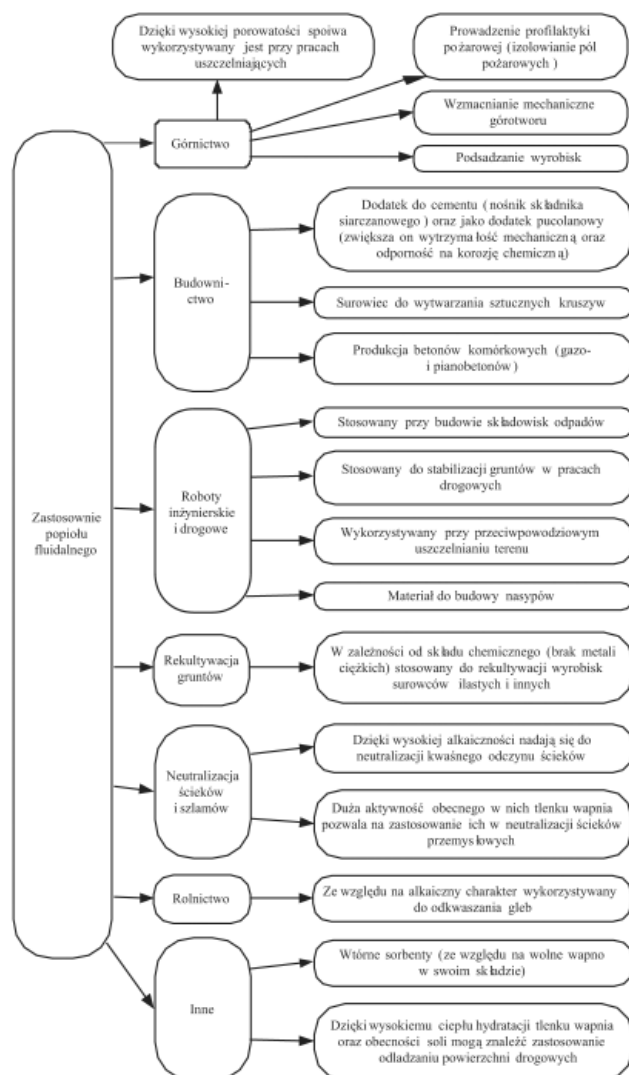 Dzięki wysokiej porowatości spoiwa
wykorzystywany jest przy pracach
uszczelniających
Prowadzenie profilaktyki
pożarowej (izolowianie pól
pożarowych )
Górnictwo
Wzmacnianie mechaniczne
górotworu
Podsadzanie wyrobisk
Zastosownie
popiołu
fluidalnego
Budowni-
ctwo
Dodatek do cementu ( nośnik składnika
siarczanowego ) oraz jako dodatek pucolanowy
(zwiększa on wytrzyma łość mechaniczną oraz
odporność na korozję chemiczną)
Surowiec do wytwarzania sztucznych kruszyw
Produkcja betonów komórkowych ( gazo-
i pianobetonów )
Roboty
inżynierskie
i drogowe
Stosowany przy budowie składowisk odpadów
Stosowany do stabilizacji gruntów w pracach
drogowych
Wykorzystywany przy przeciwpowodziowym
uszczelnianiu terenu
Materiał do budowy nasypów
Rekultywacja
gruntów
W zależności od składu chemicznego (brak metali
ciężkich) stosowany do rekultywacji wyrobisk
surowców ilastych i innych
Neutralizacja
ścieków
i szlamów
Dzięki wysokiej alkaiczności nadają się do
neutralizacji kwaśnego odczynu ścieków
Duża aktywność obecnego w nich tlenku wapnia
pozwala na zastosowanie ich w neutralizacji ścieków
przemysłowych
Rolnictwo
Ze względu na alkaiczny charakter wykorzystywany
do odkwaszania gleb
Inne
Wtórne sorbenty (ze względu na wolne wapno
w swoim składzie)
Dzięki wysokiemu ciepłu hydratacji tlenku wapnia
oraz obecności soli mogą znaleźć zastosowanie
odladzaniu powierzchni drogowych